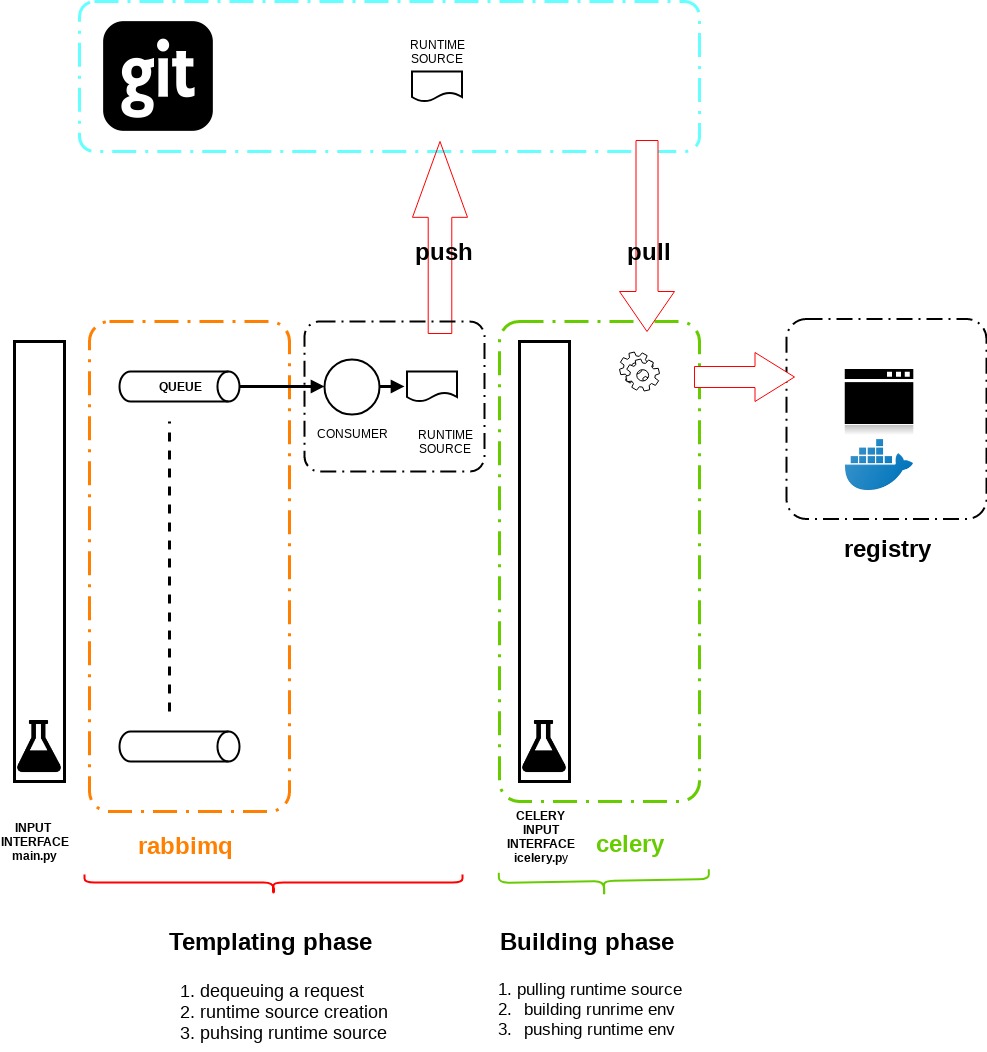 git
RUNTIME
SOURCE
push
pull
QUEUE
CONSUMER
RUNTIME
SOURCE
registry
INPUT
INTERFACE
main.py
rabbimq
CELERY
INPUT
INTERFACE
icelery.py
celery
Templating phase
1. dequeuing a request
2. runtime source creation
3. puhsing runtime source
Building phase
1. pulling runtime source
2. building runrime env
3. pushing runtime env